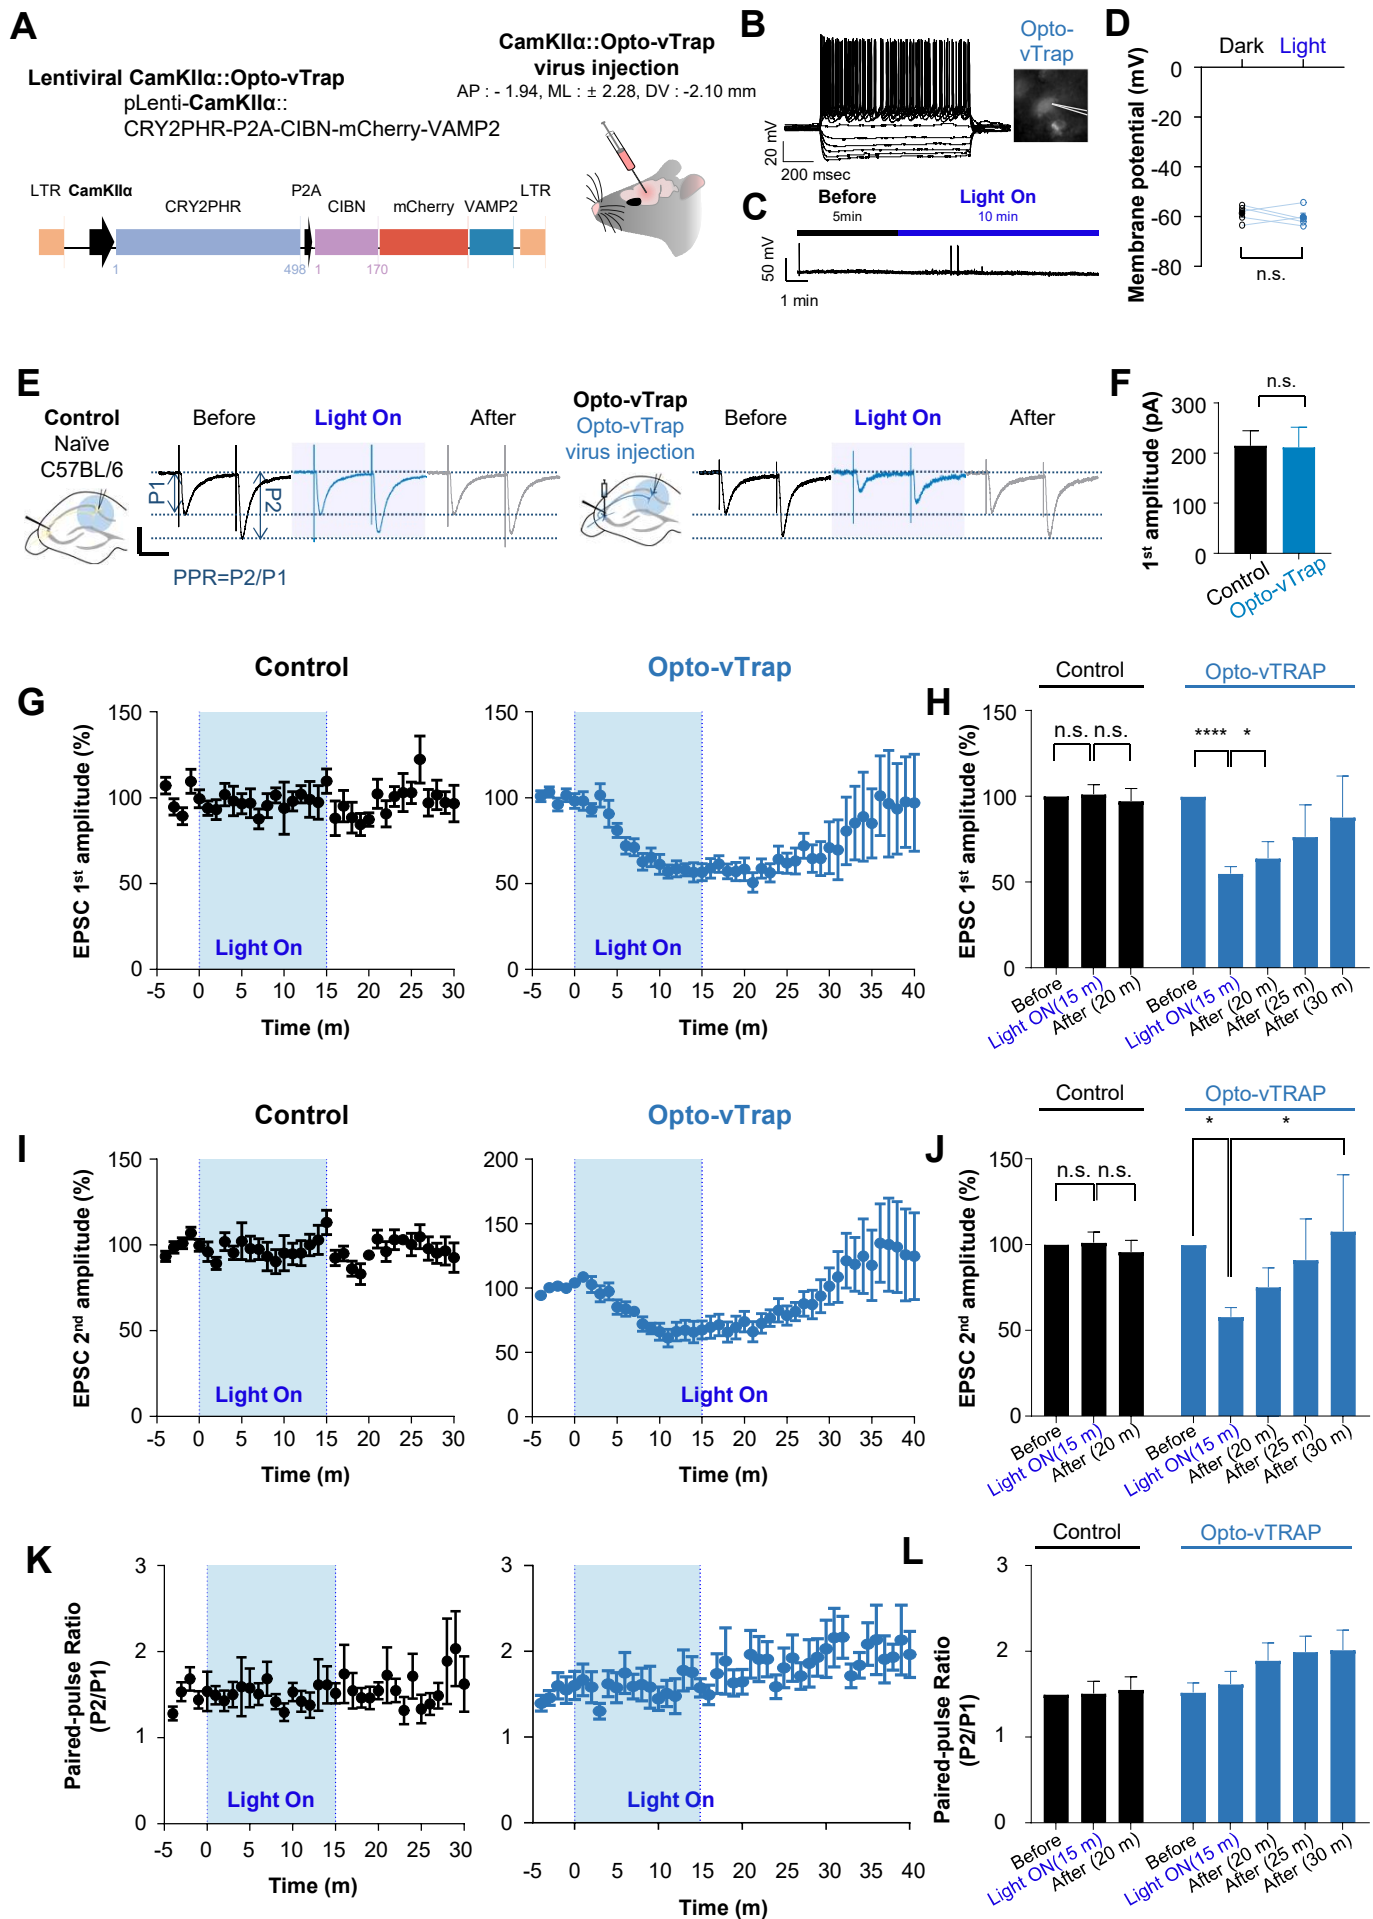 A
Lentiviral CamKIIα::Opto-vTrap
pLenti-CamKIIα::
CRY2PHR-P2A-CIBN-mCherry-VAMP2
CamKIIα::Opto-vTrap
virus injection
AP : - 1.94, ML : ± 2.28, DV : -2.10 mm
LTR CamKIIα CRY2PHR P2A CIBN mCherry VAMP2 LTR
1 498 1 170
B
Opto-
vTrap
20 mV
200 msec
C
Before
5min
Light On
10 min
50 mV
1 min
D
Dark Light
Membrane potential (mV)
0
-20
-40
-60
-80
n.s.
E
Control
Naïve
C57BL/6
Before Light On After
P1
P2
PPR=P2/P1
Opto-vTrap
Opto-vTrap
virus injection
Before Light On After
F
n.s.
1st amplitude (pA)
300
200
100
0
Control
Opto-vTrap
G
Control
EPSC 1st amplitude (%)
150
100
50
0
Light On
-5 0 5 10 15 20 25 30
Time (m)
Opto-vTrap
150
100
50
0
Light On
-5 0 5 10 15 20 25 30 35 40
Time (m)
H
Control Opto-vTRAP
EPSC 1st amplitude (%)
150
100
50
0
n.s. n.s. **** *
Before
Light ON(15 m)
After (20 m)
Before
Light ON(15 m)
After (20 m)
After (25 m)
After (30 m)
I
Control
EPSC 2nd amplitude (%)
150
100
50
0
Light On
-5 0 5 10 15 20 25 30
Time (m)
Opto-vTrap
200
150
100
50
0
Light On
-5 0 5 10 15 20 25 30 35 40
Time (m)
J
Control Opto-vTRAP
EPSC 2nd amplitude (%)
150
100
50
0
n.s. n.s. * *
Before
Light ON(15 m)
After (20 m)
Before
Light ON(15 m)
After (20 m)
After (25 m)
After (30 m)
K
Paired-pulse Ratio
(P2/P1)
3
2
1
0
Light On
-5 0 5 10 15 20 25 30
Time (m)
3
2
1
0
Light On
-5 0 5 10 15 20 25 30 35 40
Time (m)
L
Control Opto-vTRAP
Paired-pulse Ratio
(P2/P1)
3
2
1
0
Before
Light ON(15 m)
After (20 m)
Before
Light ON(15 m)
After (20 m)
After (25 m)
After (30 m)